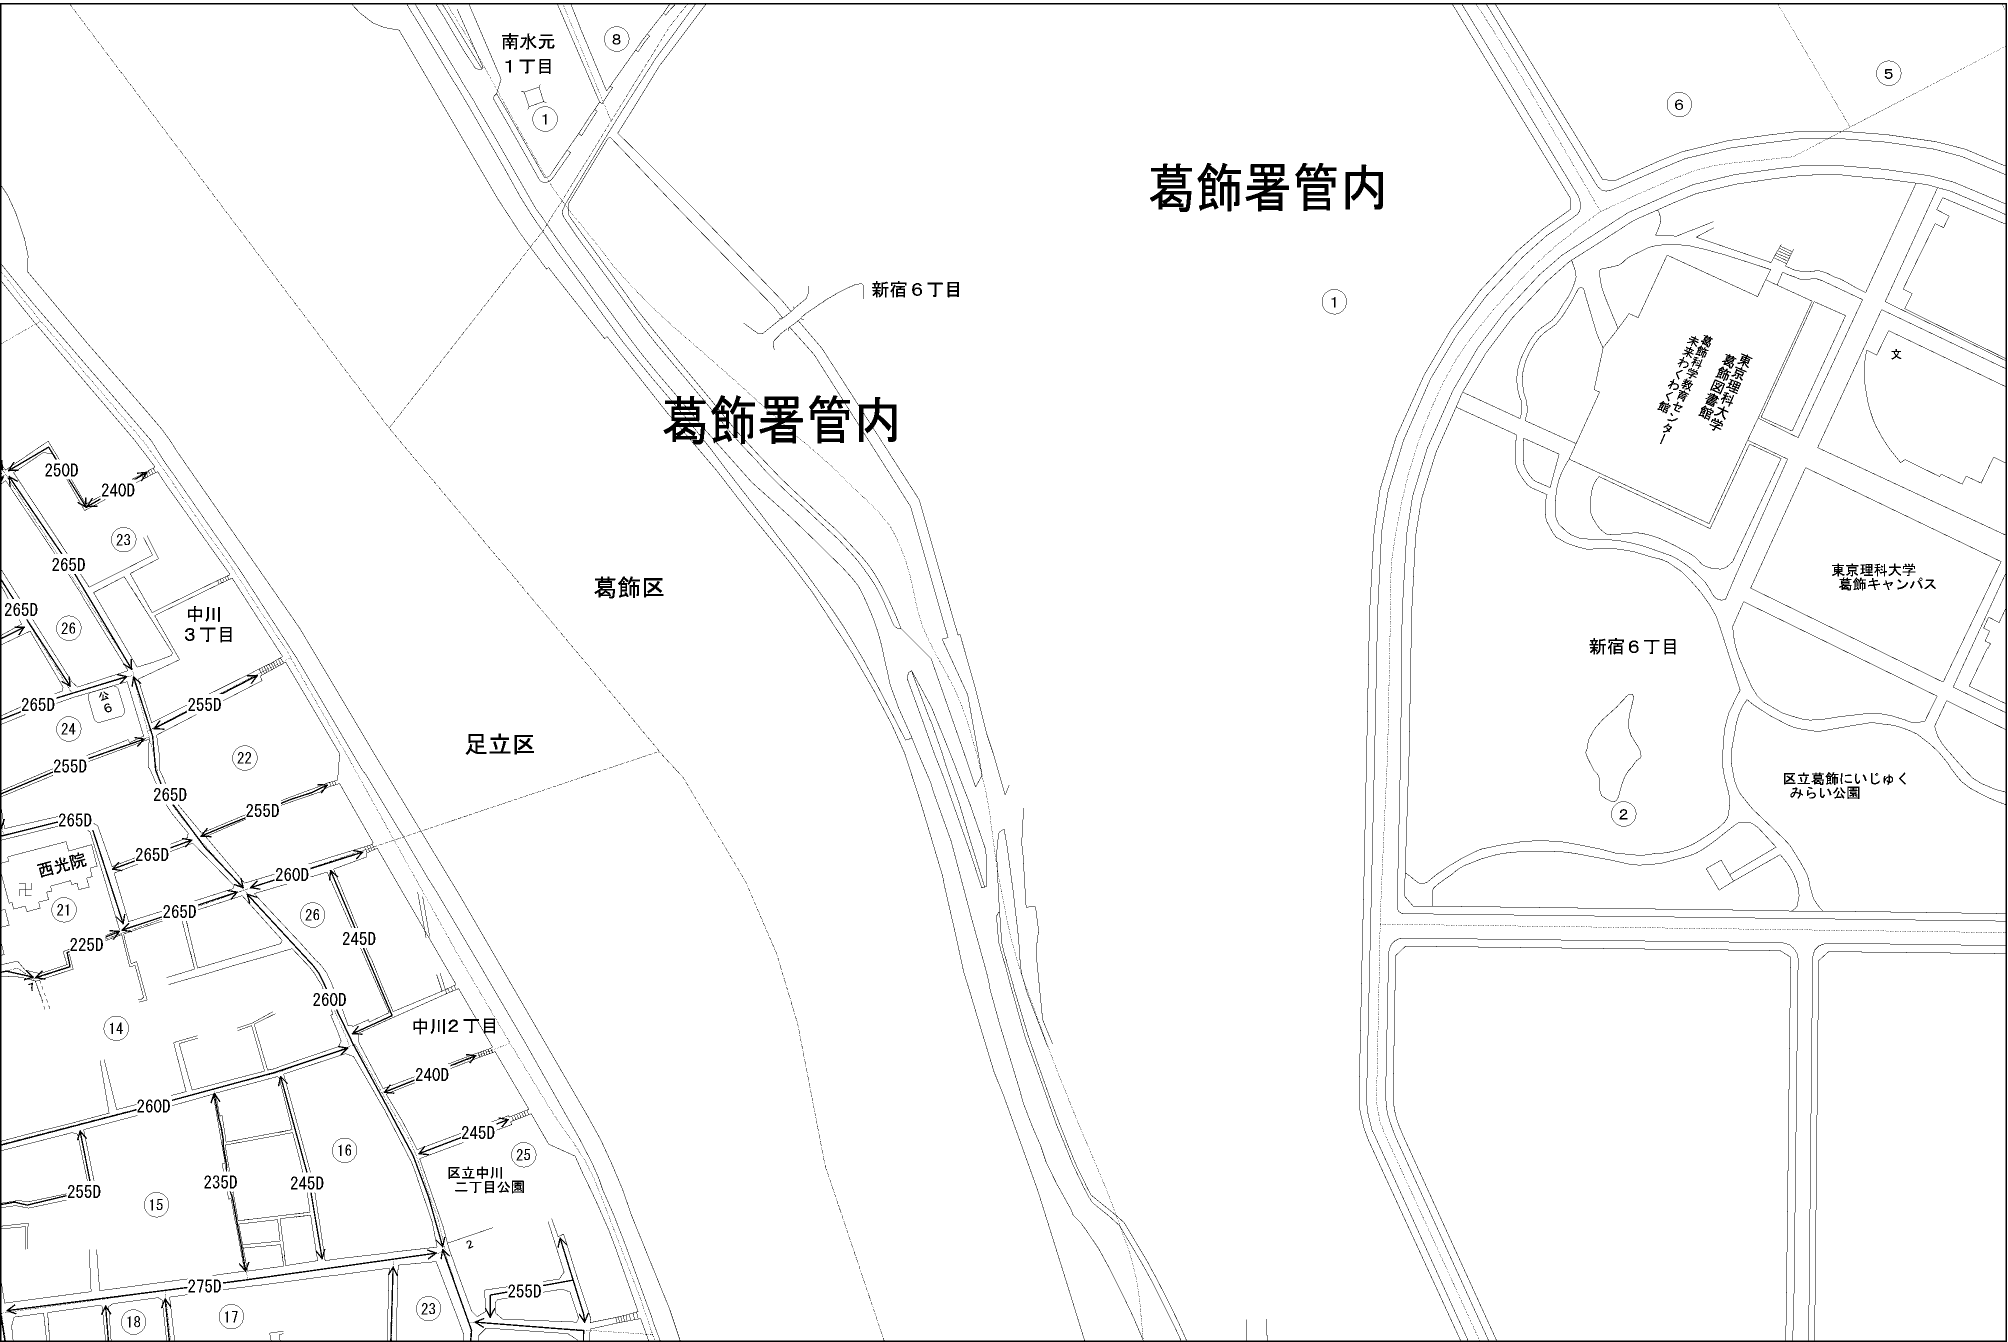 南水元
1丁目
8
1
5
6
葛飾署管内
新宿6丁目
1
東京理科大学
葛飾図書館
葛飾科学教育センター
未来わくわく館
文
葛飾署管内
250D
240D
23
265D
葛飾区
東京理科大学
葛飾キャンパス
265D
26
中川
3丁目
新宿6丁目
265D
公
6
255D
24
足立区
255D
22
区立葛飾にいじゅく
みらい公園
265D
255D
2
265D
265D
西光院
卍
260D
21
265D
26
225D
245D
7
260D
14
中川2丁目
240D
260D
245D
16
25
区立中川
二丁目公園
255D
235D
245D
15
2
275D
255D
18
17
23